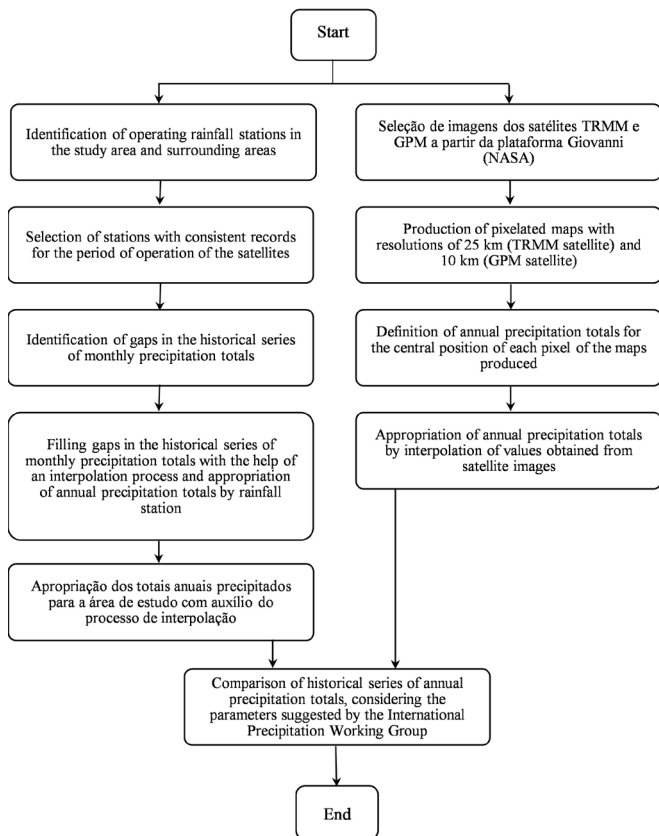 Start
Identification of operating rainfall stations in
the study area and surrounding areas
Selection of stations with consistent records
for the period of operation of the satellites
Identification of gaps in the historical series
of monthly precipitation totals
Filling gaps in the historical series of
monthly precipitation totals with the help of
an interpolation process and appropriation
of annual precipitation totals by rainfall
station
Apropriação dos totais anuais precipitados
para a área de estudo com auxílio do
processo de interpolação
Seleção de imagens dos satélites TRMM e
GPM a partir da plataforma Giovanni
(NASA)
Production of pixelated maps with
resolutions of 25 km (TRMM satellite) and
10 km (GPM satellite)
Definition of annual precipitation totals for
the central position of each pixel of the maps
produced
Appropriation of annual precipitation totals
by interpolation of values obtained from
satellite images
Comparison of historical series of annual
precipitation totals, considering the
parameters suggested by the International
Precipitation Working Group
End